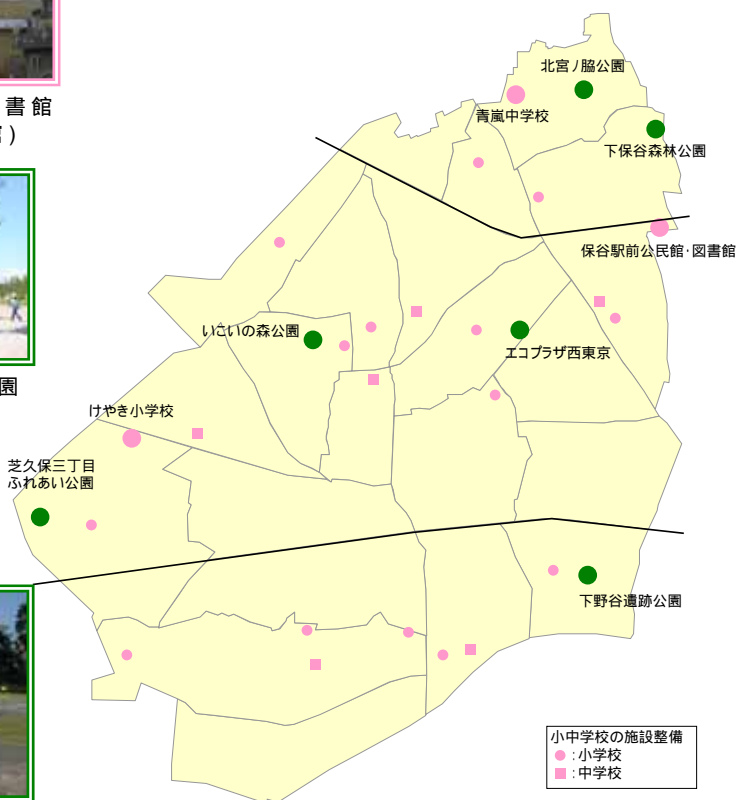 書館
館)
園
北宮ノ脇公園
青嵐中学校
下保谷森林公園
保谷駅前公民館・図書館
いこいの森公園
エコプラザ西東京
けやき小学校
芝久保三丁目
ふれあい公園
下野谷遺跡公園
小中学校の施設整備
:小学校
:中学校